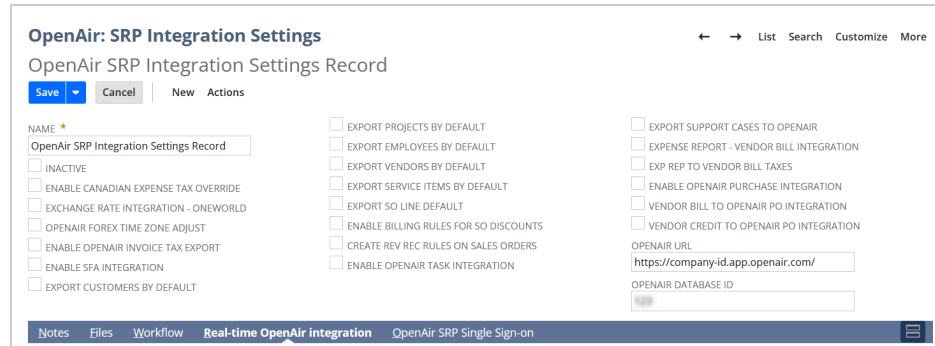 OpenAir: SRP Integration Settings
← → List Search Customize More
OpenAir SRP Integration Settings Record
Save Cancel New Actions
NAME *
OpenAir SRP Integration Settings Record
INACTIVE
ENABLE CANADIAN EXPENSE TAX OVERRIDE
EXCHANGE RATE INTEGRATION - ONEWORLD
OPENAIR FOREX TIME ZONE ADJUST
ENABLE OPENAIR INVOICE TAX EXPORT
ENABLE SFA INTEGRATION
EXPORT CUSTOMERS BY DEFAULT
EXPORT PROJECTS BY DEFAULT
EXPORT EMPLOYEES BY DEFAULT
EXPORT VENDORS BY DEFAULT
EXPORT SERVICE ITEMS BY DEFAULT
EXPORT SO LINE DEFAULT
ENABLE BILLING RULES FOR SO DISCOUNTS
CREATE REV REC RULES ON SALES ORDERS
ENABLE OPENAIR TASK INTEGRATION
EXPORT SUPPORT CASES TO OPENAIR
EXPENSE REPORT - VENDOR BILL INTEGRATION
EXP REP TO VENDOR BILL TAXES
ENABLE OPENAIR PURCHASE INTEGRATION
VENDOR BILL TO OPENAIR PO INTEGRATION
VENDOR CREDIT TO OPENAIR PO INTEGRATION
OPENAIR URL
https://company-id.app.openair.com/
OPENAIR DATABASE ID
Notes Files Workflow Real-time OpenAir integration OpenAir SRP Single Sign-on